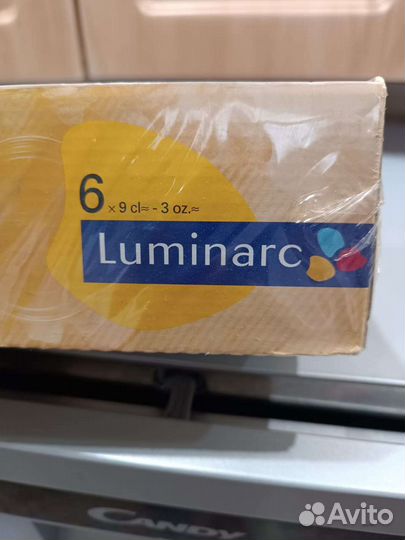 6 x 9 cl≈ - 3 oz.≈
Luminarc
CANDY
Avito